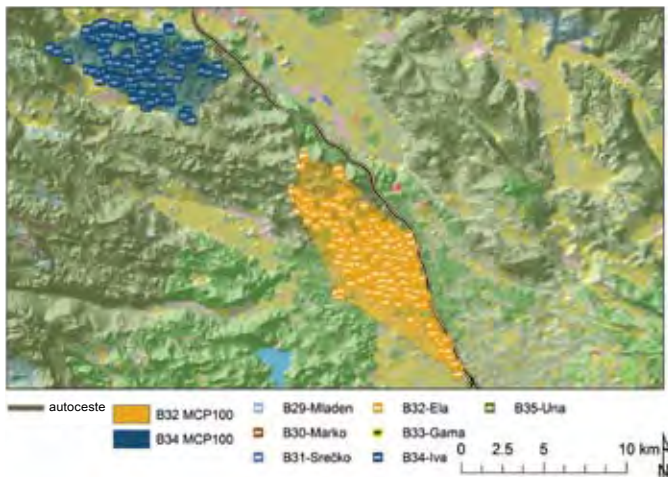 autoceste
B32 MCP100
B34 MCP100
B29-Mladen
B30-Marko
B31-Srečko
B32-Ela
B33-Gama
B34-Iva
B35-Una
0 2.5 5 10 km
N